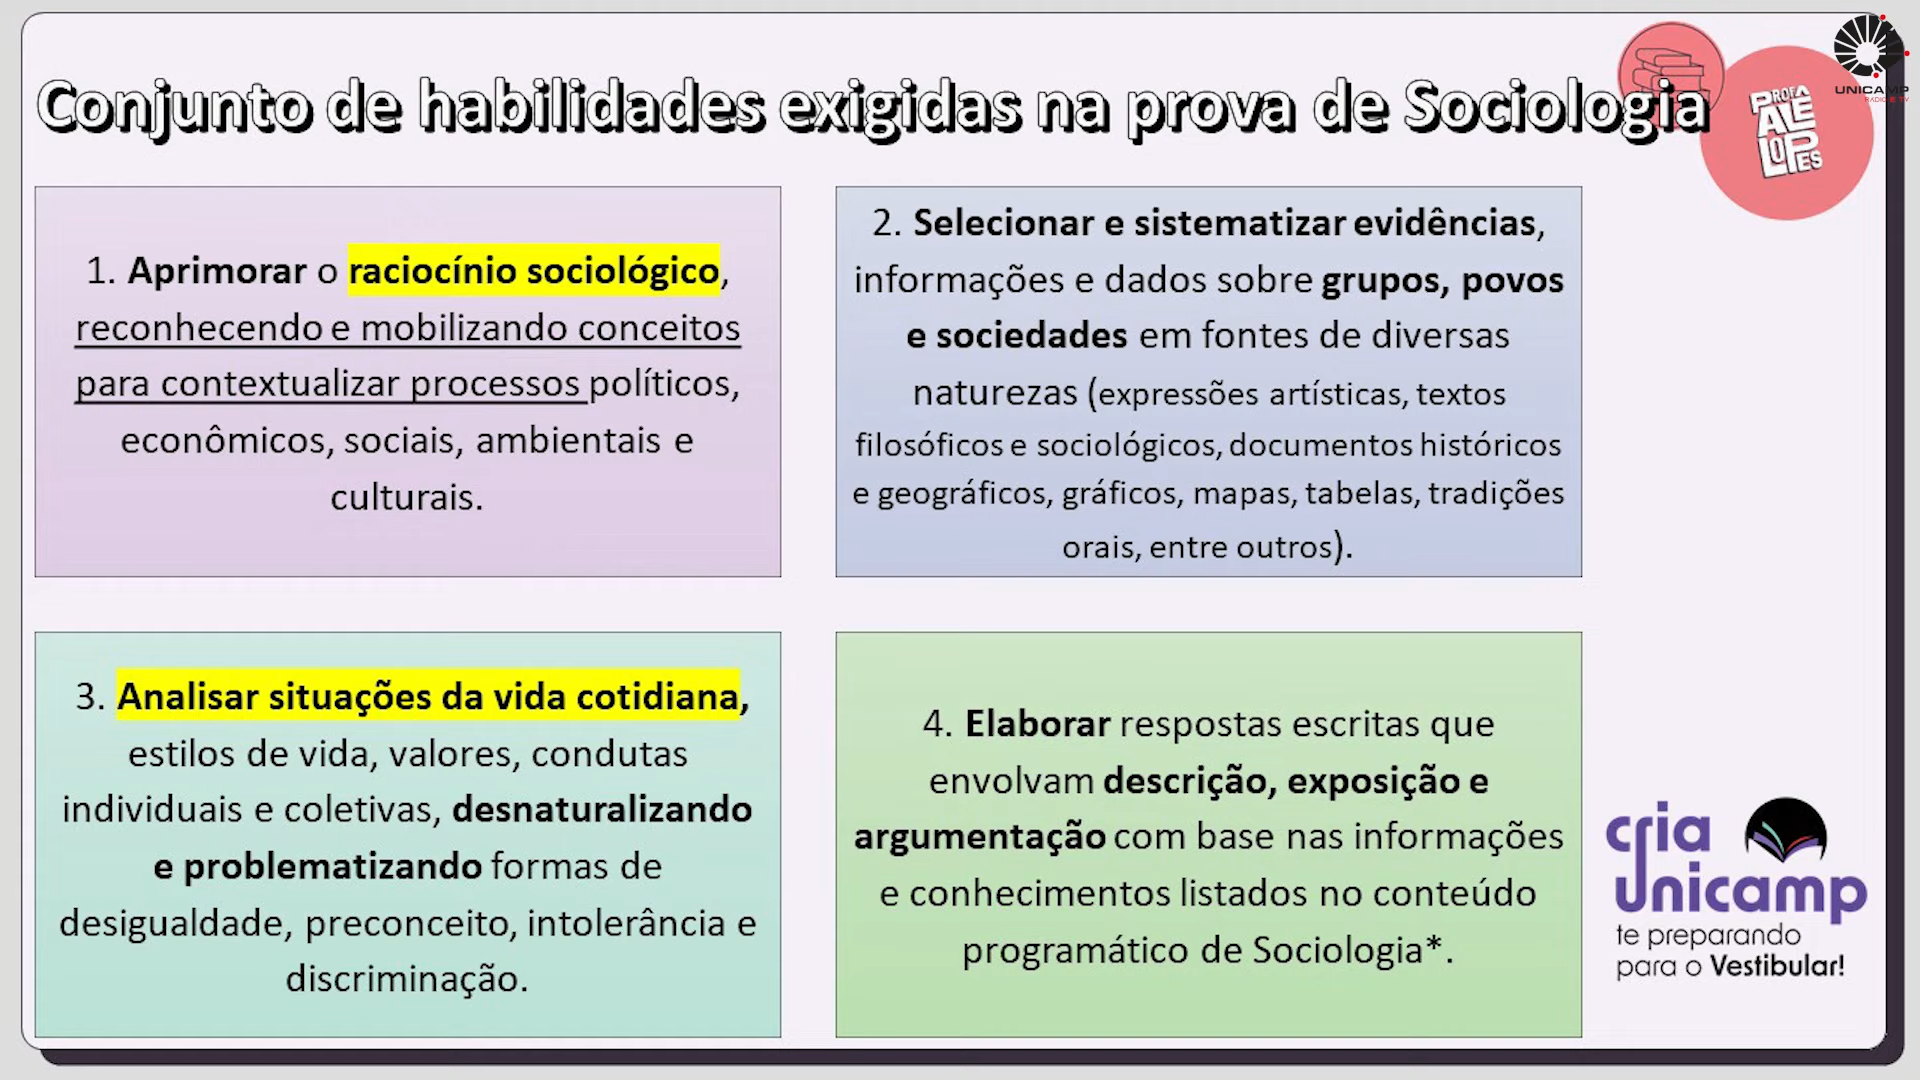 Conjunto de habilidades exigidas na prova de Sociologia
PROFA
ALE
LOPES
UNICAMP
RÁDIO E TV
1. Aprimorar o raciocínio sociológico,
reconhecendo e mobilizando conceitos
para contextualizar processos políticos,
econômicos, sociais, ambientais e
culturais.
2. Selecionar e sistematizar evidências,
informações e dados sobre grupos, povos
e sociedades em fontes de diversas
naturezas (expressões artísticas, textos
filosóficos e sociológicos, documentos históricos
e geográficos, gráficos, mapas, tabelas, tradições
orais, entre outros).
3. Analisar situações da vida cotidiana,
estilos de vida, valores, condutas
individuais e coletivas, desnaturalizando
e problematizando formas de
desigualdade, preconceito, intolerância e
discriminação.
4. Elaborar respostas escritas que
envolvam descrição, exposição e
argumentação com base nas informações
e conhecimentos listados no conteúdo
programático de Sociologia*.
cria
unicamp
te preparando
para o Vestibular!